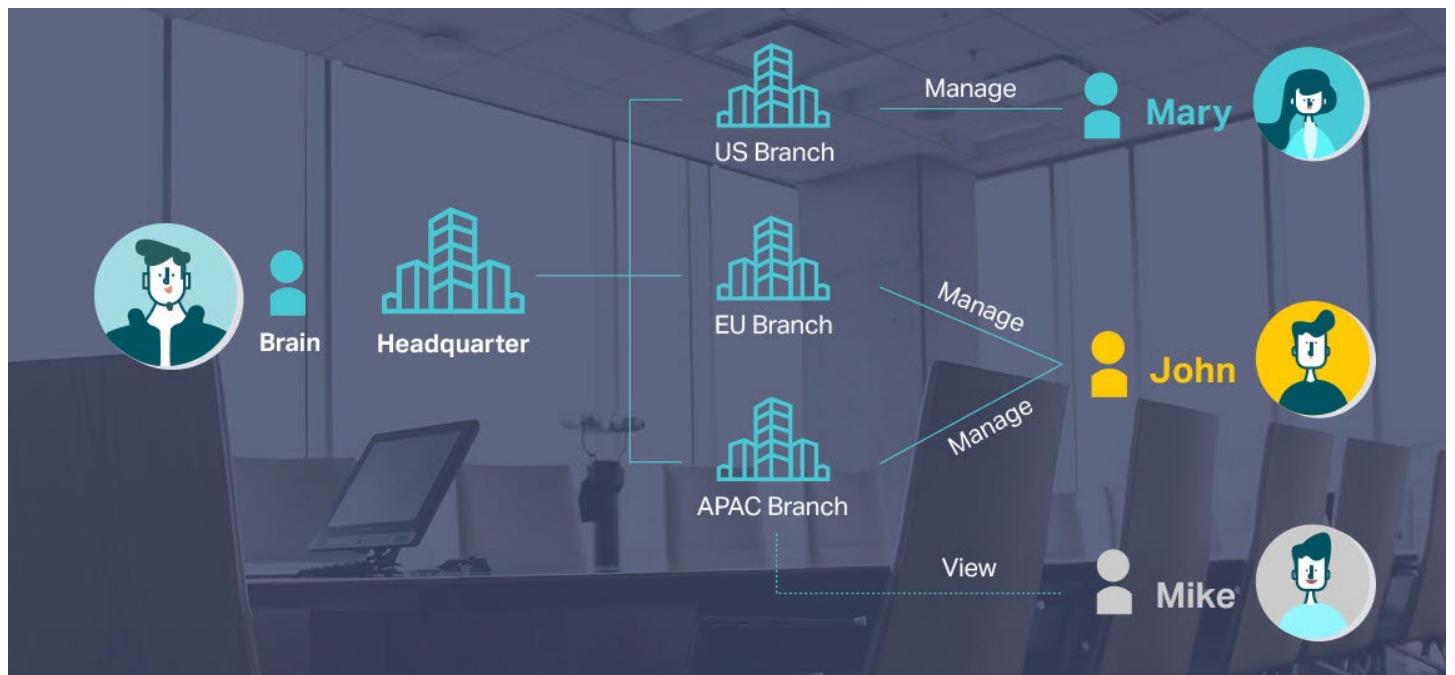 Manage
Mary
US Branch
Brain
Headquarter
EU Branch
Manage
John
Manage
APAC Branch
View
Mike